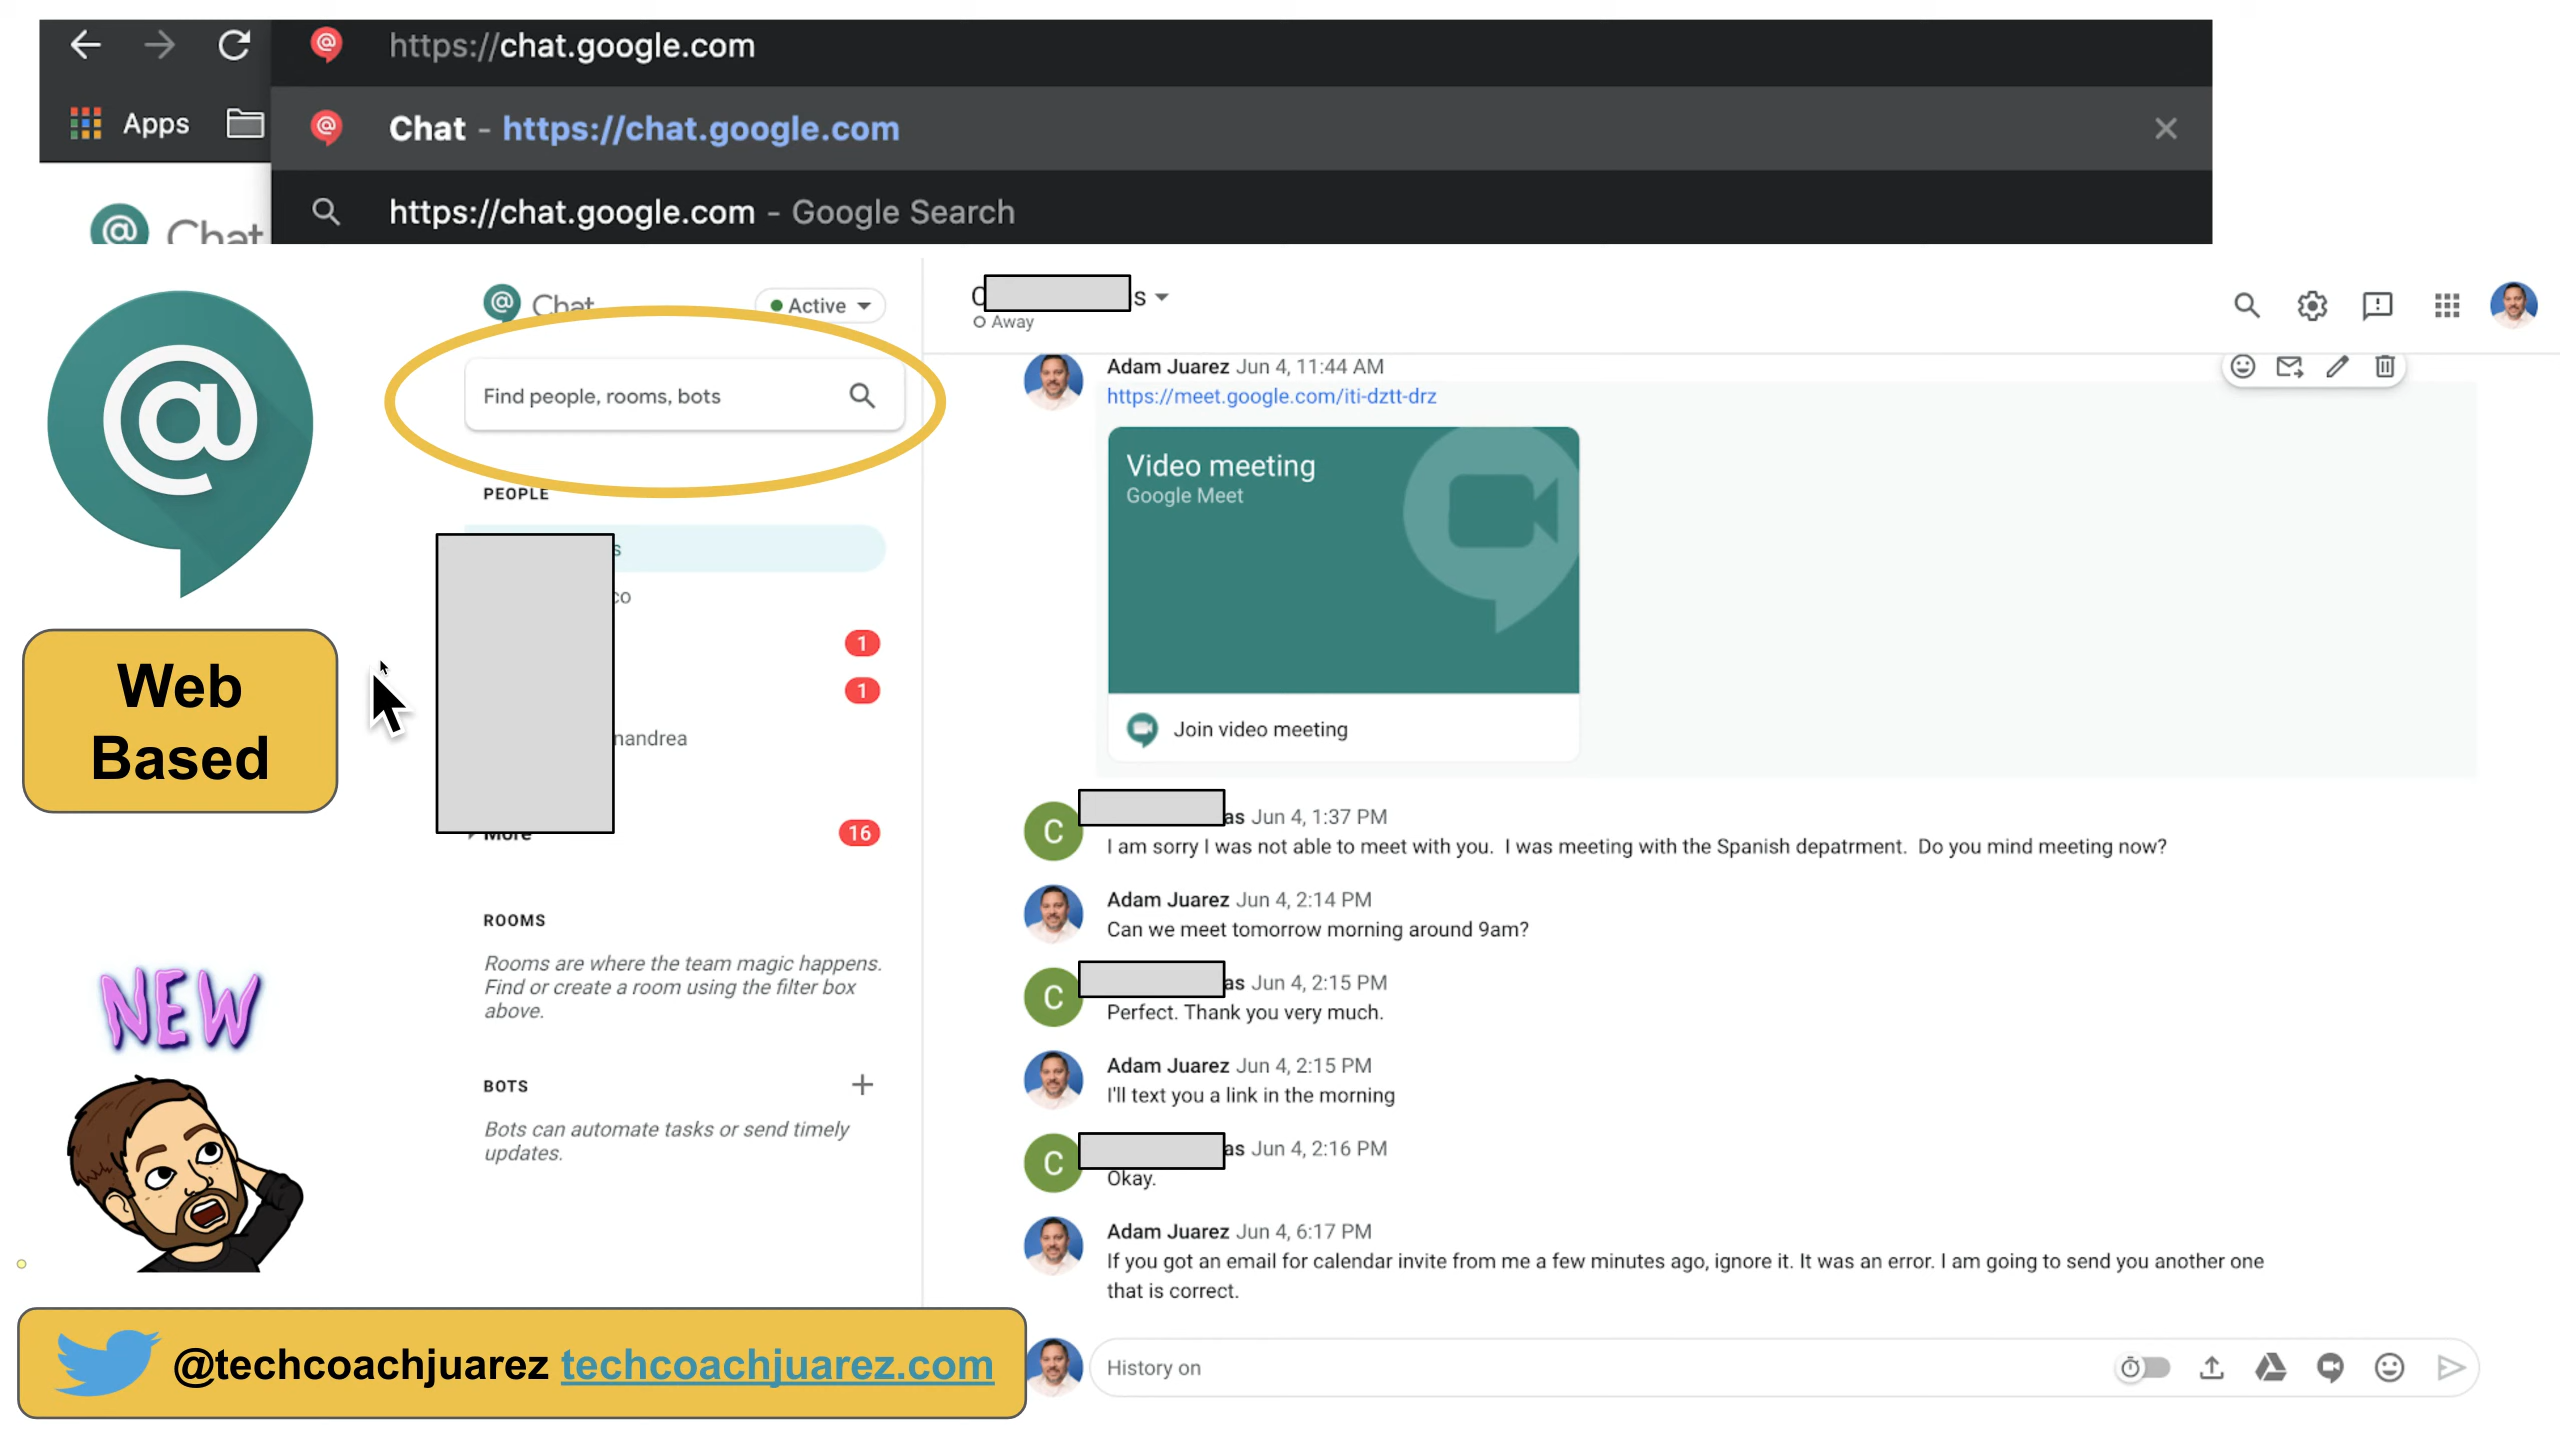 https://chat.google.com
Apps
Chat - https://chat.google.com
https://chat.google.com - Google Search
Chat
Chat
Active
Find people, rooms, bots
PEOPLE
s
co
1
1
nandrea
More
16
ROOMS
Rooms are where the team magic happens.
Find or create a room using the filter box
above.
BOTS
Bots can automate tasks or send timely
updates.
Web
Based
NEW
@techcoachjuarez techcoachjuarez.com
s
Away
Adam Juarez Jun 4, 11:44 AM
https://meet.google.com/iti-dztt-drz
Video meeting
Google Meet
Join video meeting
C
as Jun 4, 1:37 PM
I am sorry I was not able to meet with you. I was meeting with the Spanish depatrment. Do you mind meeting now?
Adam Juarez Jun 4, 2:14 PM
Can we meet tomorrow morning around 9am?
C
as Jun 4, 2:15 PM
Perfect. Thank you very much.
Adam Juarez Jun 4, 2:15 PM
I'll text you a link in the morning
C
as Jun 4, 2:16 PM
Okay.
Adam Juarez Jun 4, 6:17 PM
If you got an email for calendar invite from me a few minutes ago, ignore it. It was an error. I am going to send you another one
that is correct.
History on